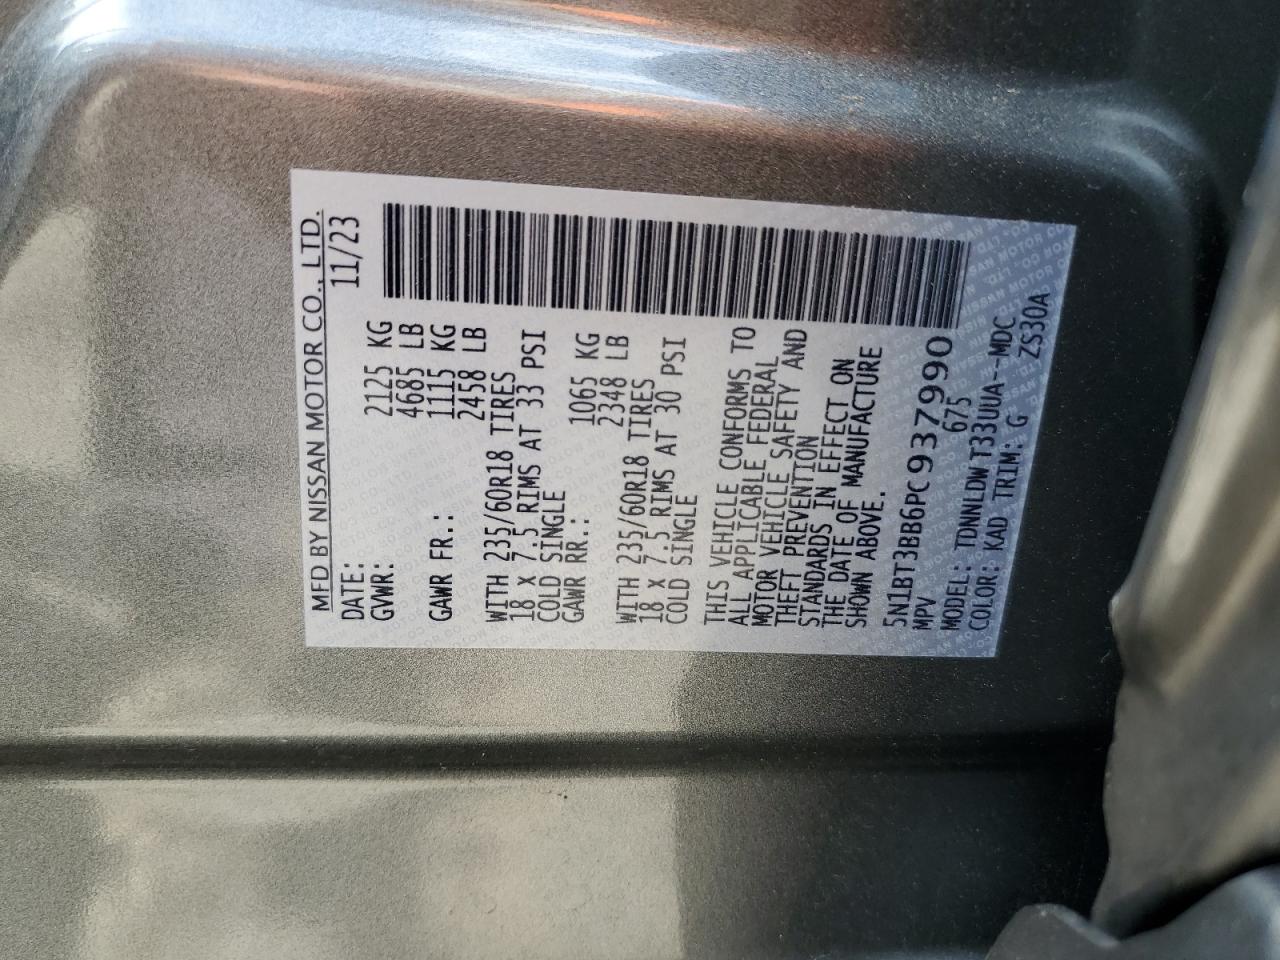 MFD BY NISSAN MOTOR CO., LTD.
DATE: 11/23
GVWR: 2125 KG
4685 LB
GAWR FR.: 1115 KG
2458 LB
WITH 235/60R18 TIRES
18 X 7.5 RIMS AT 33 PSI
COLD SINGLE
GAWR RR.: 1065 KG
2348 LB
WITH 235/60R18 TIRES
18 X 7.5 RIMS AT 30 PSI
COLD SINGLE
THIS VEHICLE CONFORMS TO
ALL APPLICABLE FEDERAL
MOTOR VEHICLE SAFETY AND
THEFT PREVENTION
STANDARDS IN EFFECT ON
THE DATE OF MANUFACTURE
SHOWN ABOVE.
5N1BT3BB6PC937990
MPV 675
MODEL: TDNNLDW T33UUA--MDC
COLOR: KAD TRIM: G ZS30A